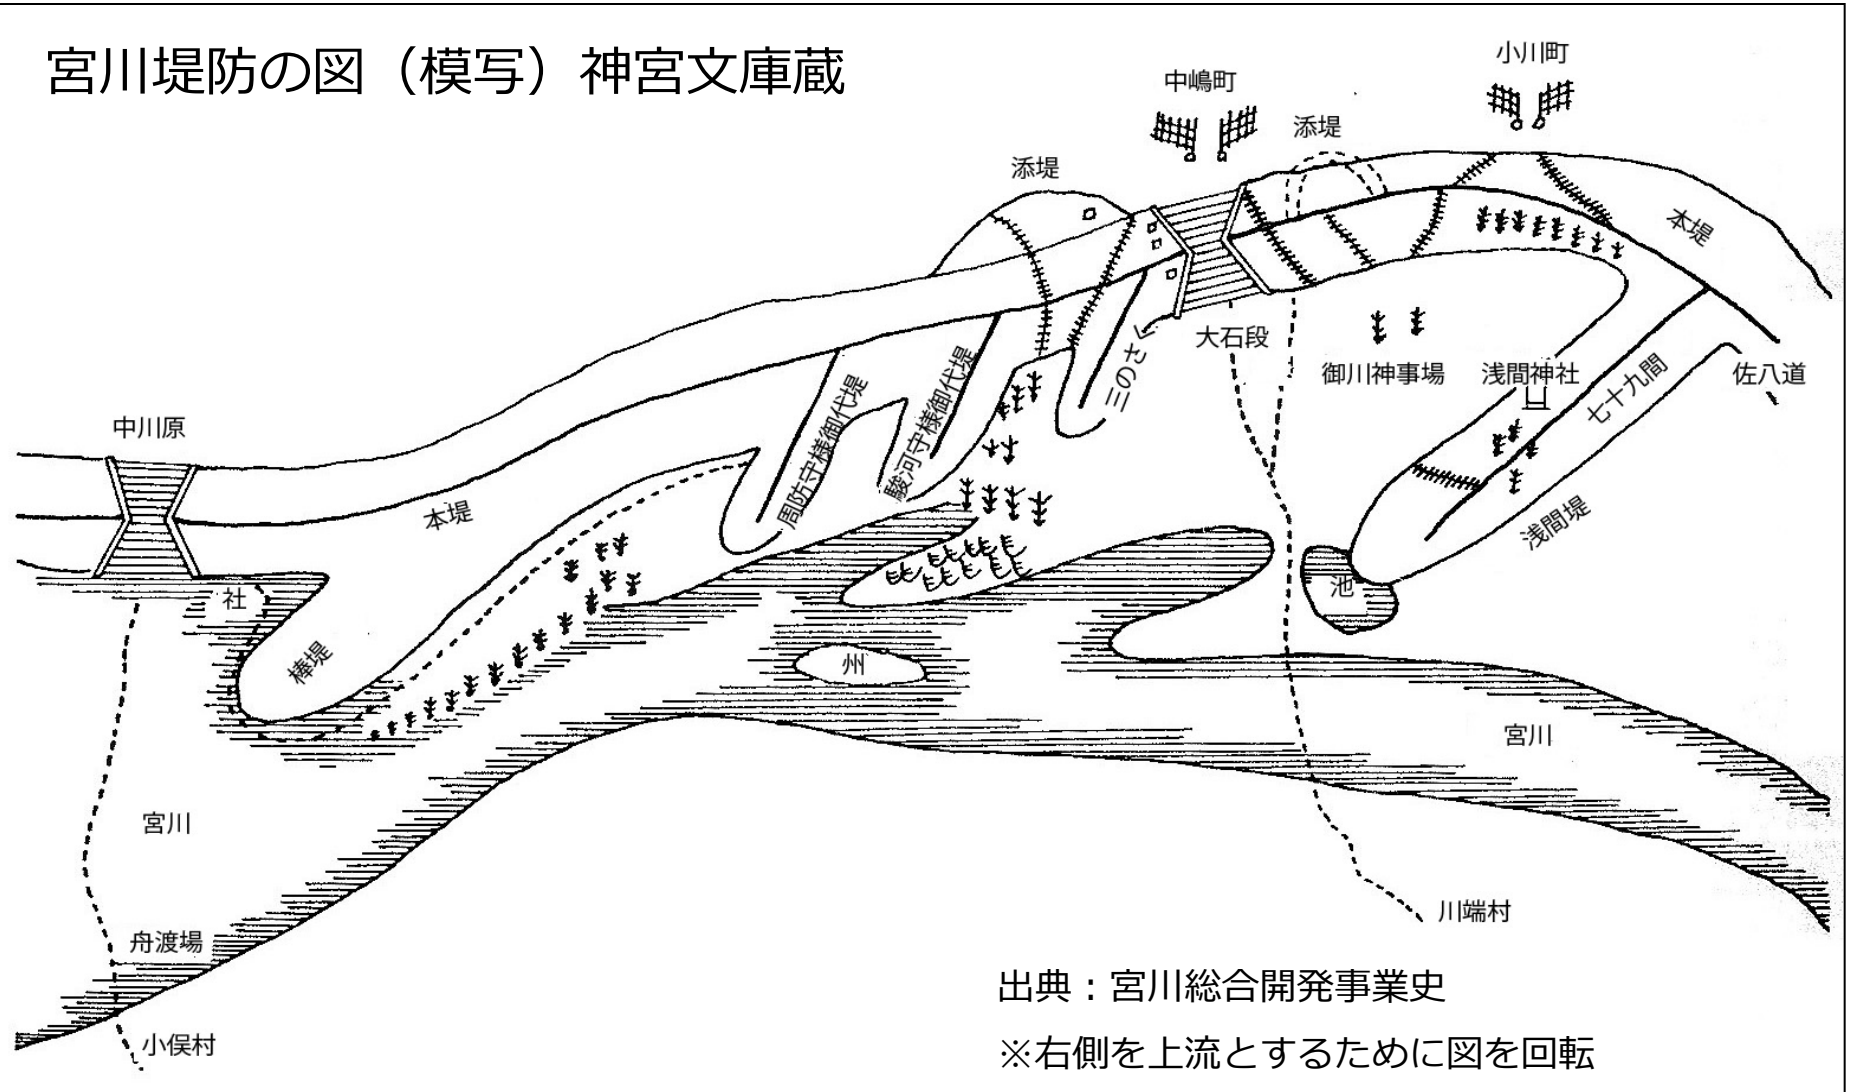 宮川堤防の図（模写）神宮文庫蔵
小川町
中嶋町
添堤
添堤
本堤
大石段
三のさく
御川神事場
浅間神社
七十九間
佐八道
駿河守様御代堤
周防守様御代堤
中川原
本堤
浅間堤
池
社
棒堤
州
宮川
宮川
川端村
舟渡場
小俣村
出典：宮川総合開発事業史
※右側を上流とするために図を回転